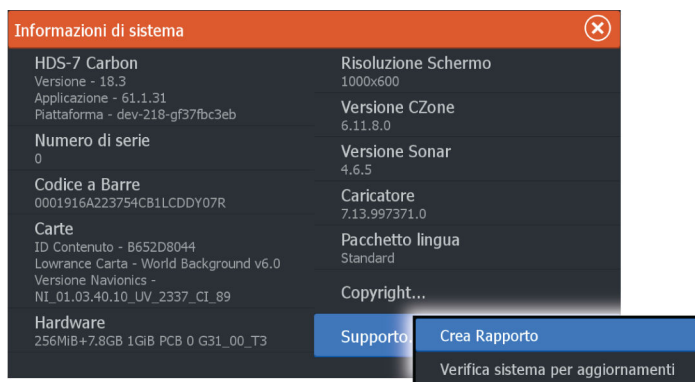 Informazioni di sistema
HDS-7 Carbon
Versione - 18.3
Applicazione - 61.1.31
Piattaforma - dev-218-gf37fbc3eb
Numero di serie
0
Codice a Barre
0001916A223754CB1LCDDY07R
Carte
ID Contenuto - B652D8044
Lowrance Carta - World Background v6.0
Versione Navionics -
NI_01.03.40.10_UV_2337_CI_89
Hardware
256MiB+7.8GB 1GiB PCB 0 G31_00_T3
Risoluzione Schermo
1000x600
Versione CZone
6.11.8.0
Versione Sonar
4.6.5
Caricatore
7.13.997371.0
Pacchetto lingua
Standard
Copyright...
Supporto.
Crea Rapporto
Verifica sistema per aggiornamenti